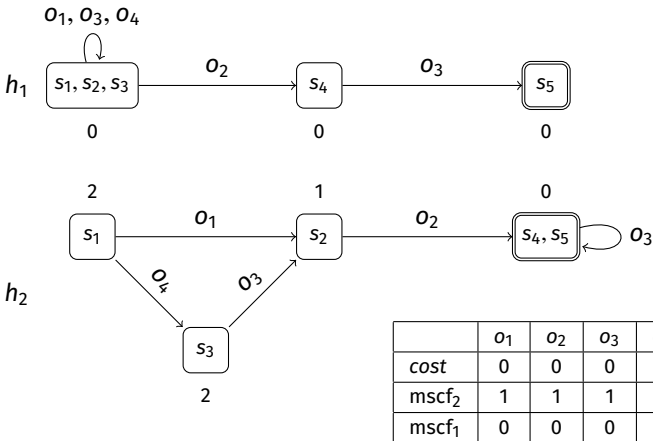 o₁, o₃, o₄
h₁ s₁, s₂, s₃ o₂ s₄ o₃ s₅
0 0 0
2 1 0
s₁ o₁ s₂ o₂ s₄, s₅ o₃
o₄ o₃
h₂
s₃
2
o₁ o₂ o₃
cost 0 0 0
mscf₂ 1 1 1
mscf₁ 0 0 0